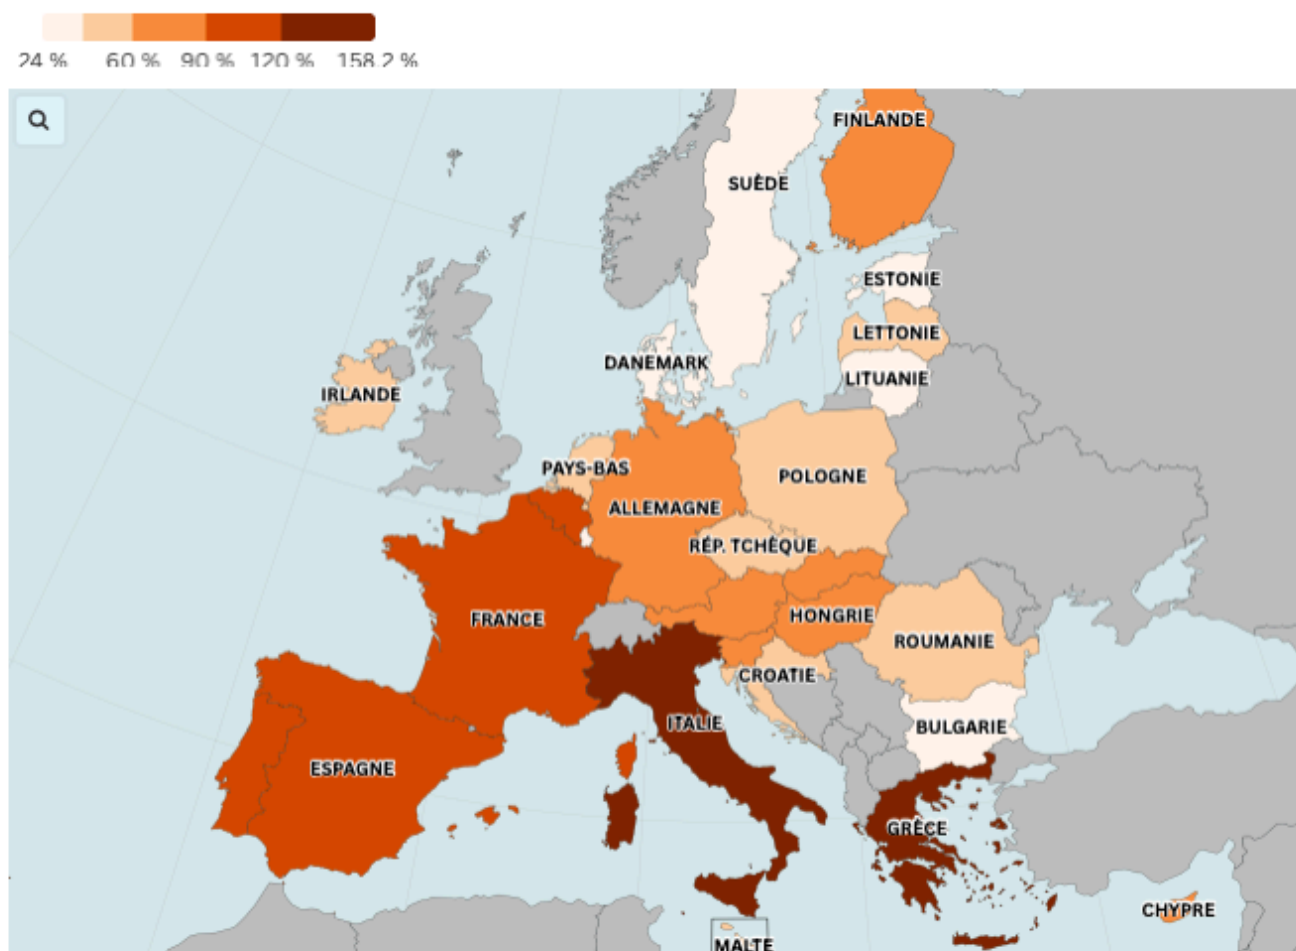 24 % 60 % 90 % 120 % 158.2 %
FINLANDE
SUÈDE
ESTONIE
LETTONIE
DANEMARK
LITUANIE
IRLANDE
PAYS-BAS
POLOGNE
ALLEMAGNE
RÉP. TCHÈQUE
FRANCE
HONGRIE
ROUMANIE
CROATIE
ITALIE
BULGARIE
ESPAGNE
GRÈCE
CHYPRE
MALTE